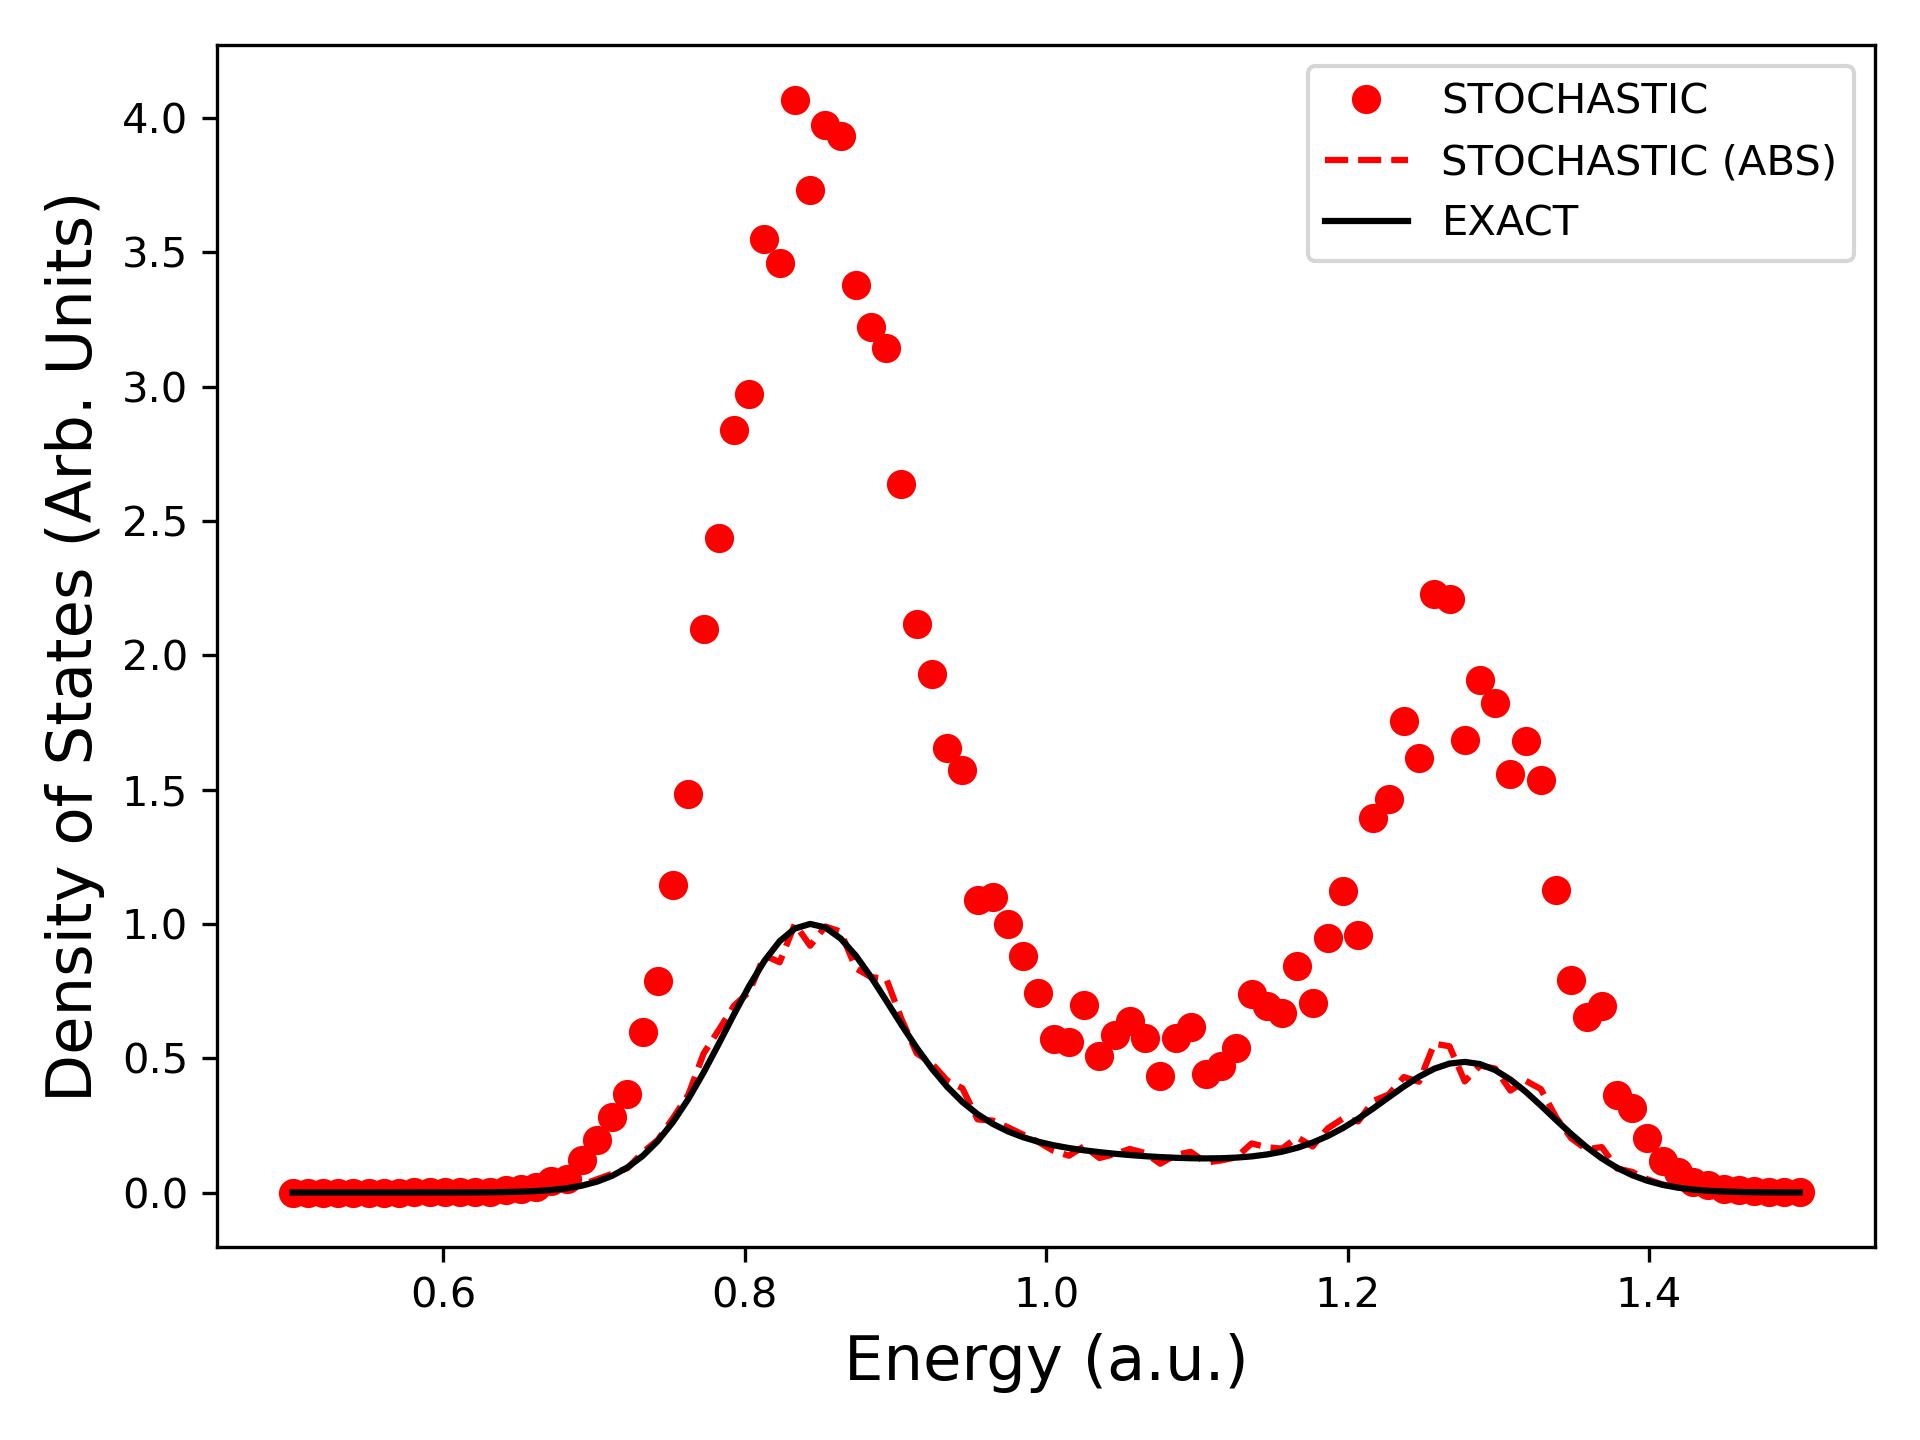 STOCHASTIC
STOCHASTIC (ABS)
EXACT
Density of States (Arb. Units)
4.0
3.5
3.0
2.5
2.0
1.5
1.0
0.5
0.0
0.6 0.8 1.0 1.2 1.4
Energy (a.u.)